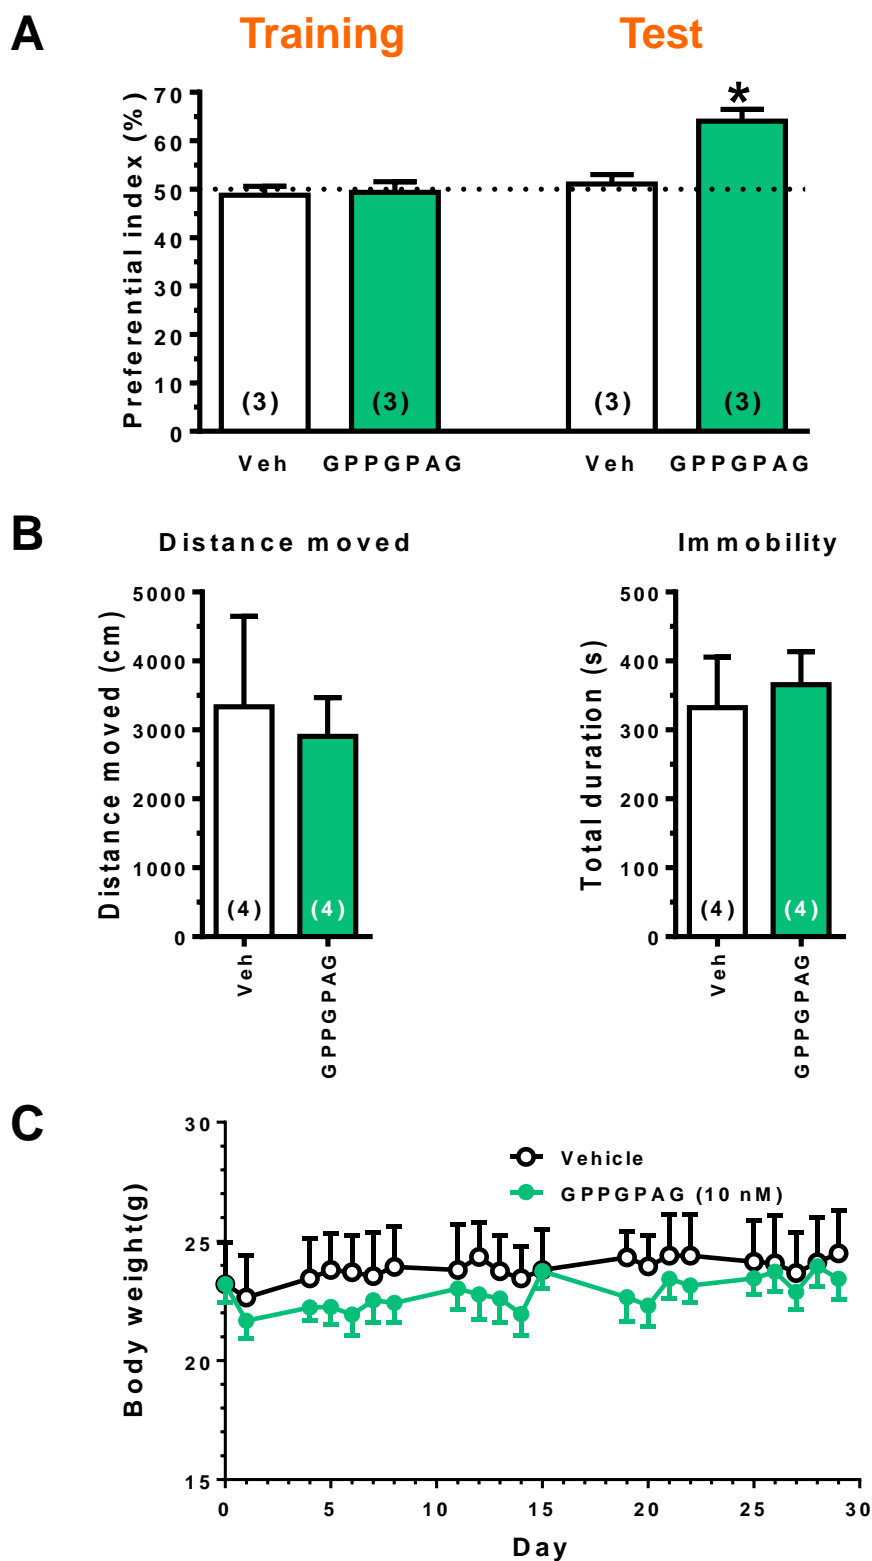 A
Training Test
Preferential index (%)
70
60
50
40
30
20
10
0
*
(3) (3) (3) (3)
Veh GPPGPAG Veh GPPGPAG
B
Distance moved
Distance moved (cm)
5000
4000
3000
2000
1000
0
(4) (4)
Veh
GPPGPAG
Immobility
Total duration (s)
500
400
300
200
100
0
(4) (4)
Veh
GPPGPAG
C
Body weight(g)
30
25
20
15
Vehicle
GPPGPAG (10 nM)
0 5 10 15 20 25 30
Day